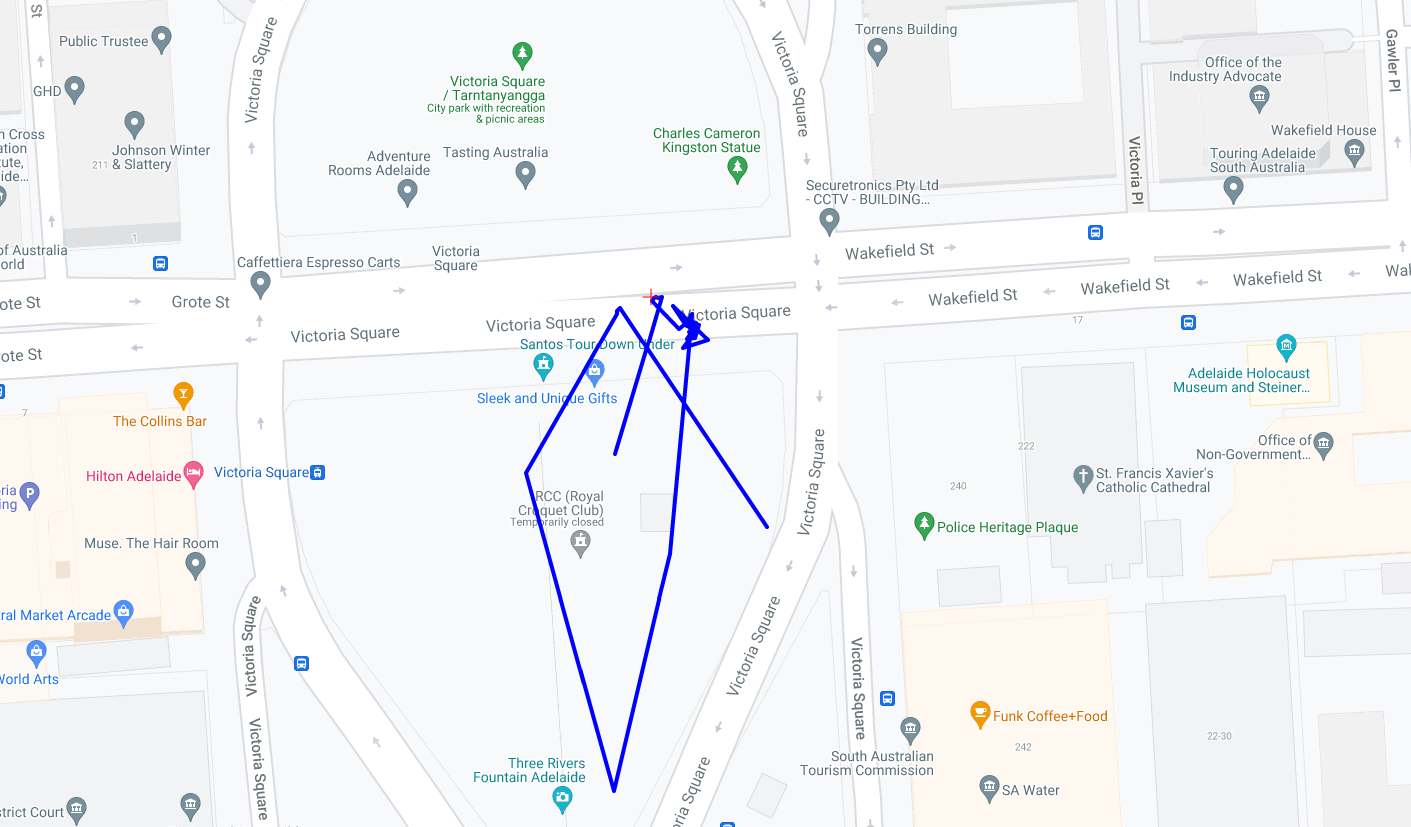 St
Public Trustee
GHD
Johnson Winter
& Slattery
211
1
Victoria Square
Victoria Square
/ Tarntanyangga
City park with recreation
& picnic areas
Adventure
Rooms Adelaide
Tasting Australia
Charles Cameron
Kingston Statue
Victoria Square
Torrens Building
Office of the
Industry Advocate
Wakefield House
Touring Adelaide
South Australia
Gawler Pl
Victoria Pl
Securetronics Pty Ltd
- CCTV - BUILDING...
n Cross
ation
tute,
ide...
of Australia
orld
Caffettiera Espresso Carts
Victoria
Square
Wakefield St
ote St
Grote St
Wakefield St
Wakefield St
Wakefield St
Wal
Victoria Square
Victoria Square
Victoria Square
17
ote St
Santos Tour Down Under
Sleek and Unique Gifts
Adelaide Holocaust
Museum and Steiner...
7
The Collins Bar
Hilton Adelaide
Victoria Square
ria
ing
P
RCC (Royal
Croquet Club)
Temporarily closed
Victoria Square
222
240
St. Francis Xavier's
Catholic Cathedral
Office of
Non-Government...
Police Heritage Plaque
Muse. The Hair Room
ral Market Arcade
World Arts
Victoria Square
Victoria Square
Victoria Square
Victoria Square
Victoria Square
Funk Coffee+Food
242
22-30
South Australian
Tourism Commission
SA Water
Three Rivers
Fountain Adelaide
strict Court